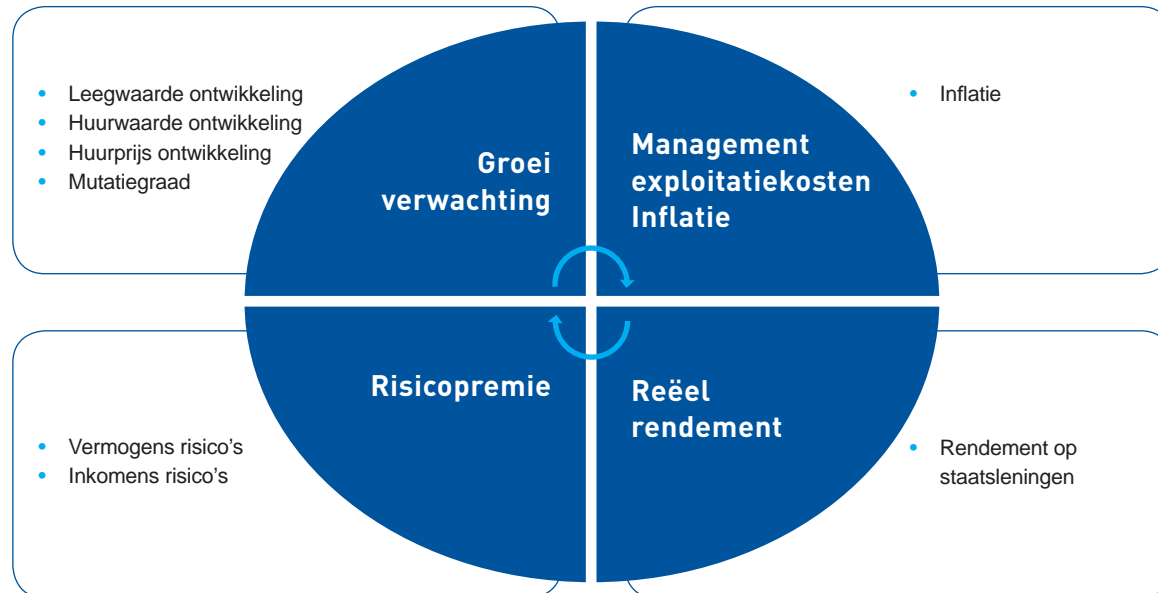 Leegwaarde ontwikkeling
Huurwaarde ontwikkeling
Huurprijs ontwikkeling
Mutatiegraad
Groei
verwachting
Management
exploitatiekosten
Inflatie
Inflatie
Risicopremie
Vermogens risico’s
Inkomens risico’s
Reëel
rendement
Rendement op
staatsleningen